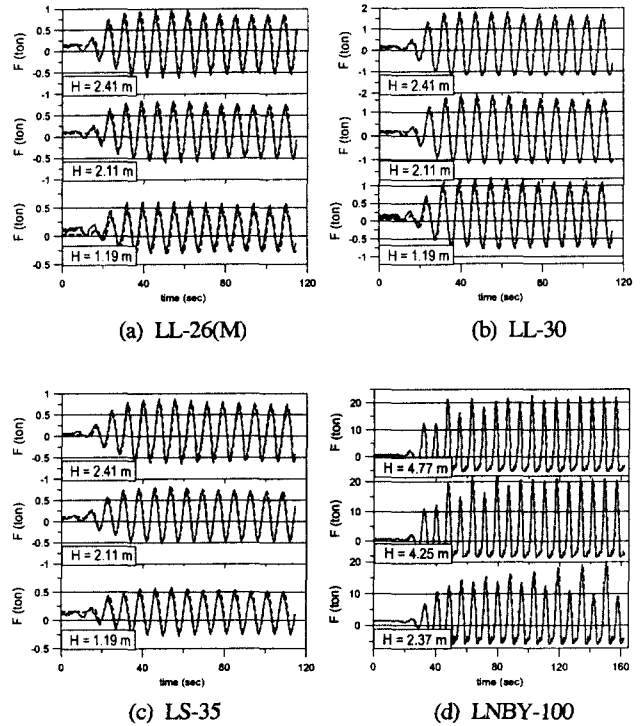 1
0.5
0
-0.5
F (ton)
H = 2.41 m
-1
0.5
0
-0.5
F (ton)
H = 2.11 m
-1
0.5
0
-0.5
F (ton)
H = 1.19 m
0 20 40 60 80 100 120
time (sec)
(a) LL-26(M)
2
1
0
-1
F (ton)
H = 2.41 m
-2
1
0
-1
F (ton)
H = 2.11 m
1
0.5
0
-0.5
-1
F (ton)
H = 1.19 m
0 40 80 120
time (sec)
(b) LL-30
1
0.5
0
-0.5
F (ton)
H = 2.41 m
-1
0.5
0
-0.5
F (ton)
H = 2.11 m
-1
0.5
0
-0.5
F (ton)
H = 1.19 m
0 20 40 60 80 100 120
time (sec)
(c) LS-35
20
10
0
F (ton)
H = 4.77 m
20
10
0
F (ton)
H = 4.25 m
20
10
0
F (ton)
H = 2.37 m
0 40 80 120 160
time (sec)
(d) LNBY-100